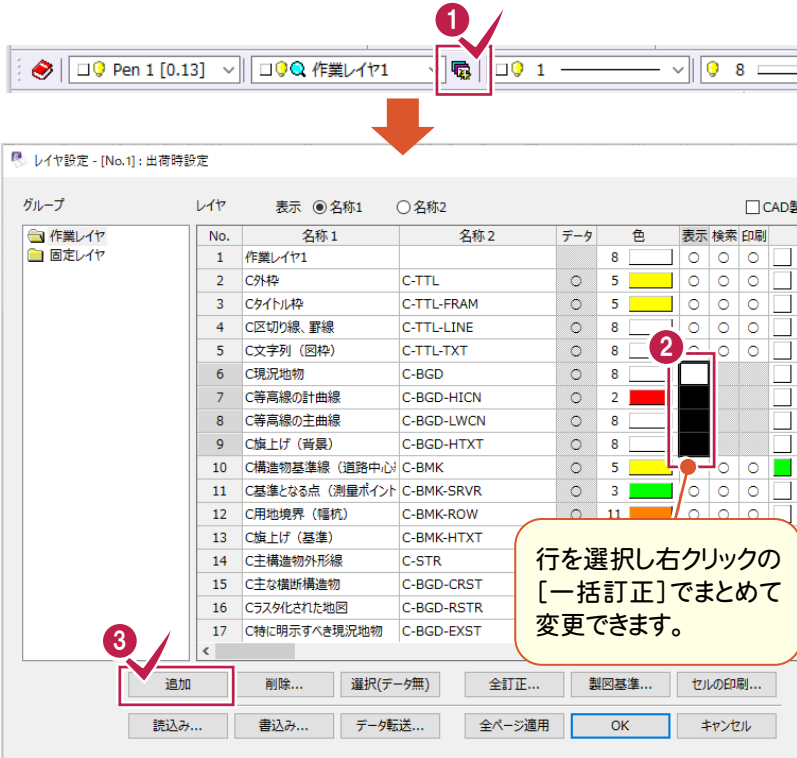 1
Pen 1 [0.13]
作業レイヤ1
1
8
レイヤ設定 - [No.1] : 出荷時設定
グループ
レイヤ 表示 名称1 名称2 CAD製
作業レイヤ
固定レイヤ
No. 名称1 名称2 データ 色 表示 検索 印刷
1 作業レイヤ1 8 ○ ○ ○
2 C外枠 C-TTL ○ 5 ○ ○ ○
3 Cタイトル枠 C-TTL-FRAM ○ 5 ○ ○ ○
4 C区切り線、罫線 C-TTL-LINE ○ 8 ○ ○ ○
5 C文字列（図枠） C-TTL-TXT ○ 8 ○ ○ ○
2
6 C現況地物 C-BGD ○ 8
7 C等高線の計曲線 C-BGD-HICN ○ 2
8 C等高線の主曲線 C-BGD-LWCN ○ 8
9 C旗上げ（背景） C-BGD-HTXT ○ 8
10 C構造物基準線（道路中心 C-BMK ○ 5 ○ ○
11 C基準となる点（測量ポイント C-BMK-SRVR ○ 3 ○ ○ ○
12 C用地境界（幅杭） C-BMK-ROW ○ 11 ○ ○ ○
13 C旗上げ（基準） C-BMK-HTXT
14 C主構造物外形線 C-STR
15 C主な横断構造物 C-BGD-CRST
16 Cラスタ化された地図 C-BGD-RSTR
17 C特に明示すべき現況地物 C-BGD-EXST
行を選択し右クリックの
［一括訂正］でまとめて
変更できます。
3
追加 削除... 選択(データ無) 全訂正... 製図基準... セルの印刷...
読込み... 書込み... データ転送... 全ページ適用 OK キャンセル